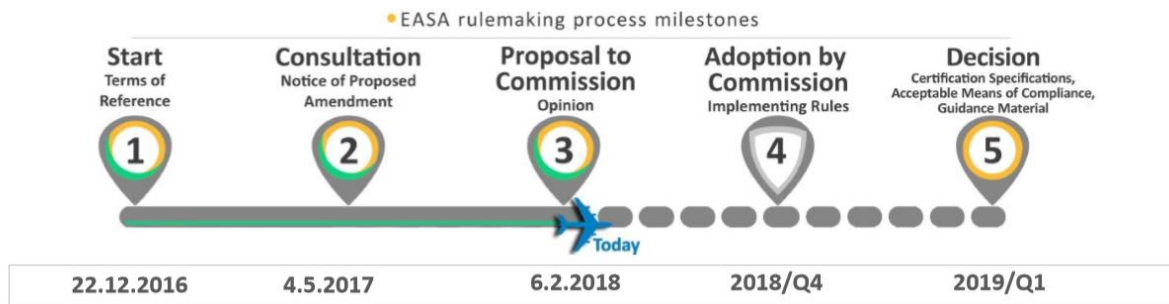 EASA rulemaking process milestones
Start
Terms of
Reference
Consultation
Notice of Proposed
Amendment
Proposal to
Commission
Opinion
Adoption by
Commission
Implementing Rules
Decision
Certification Specifications,
Acceptable Means of Compliance,
Guidance Material
1
2
3
4
5
Today
22.12.2016
4.5.2017
6.2.2018
2018/Q4
2019/Q1